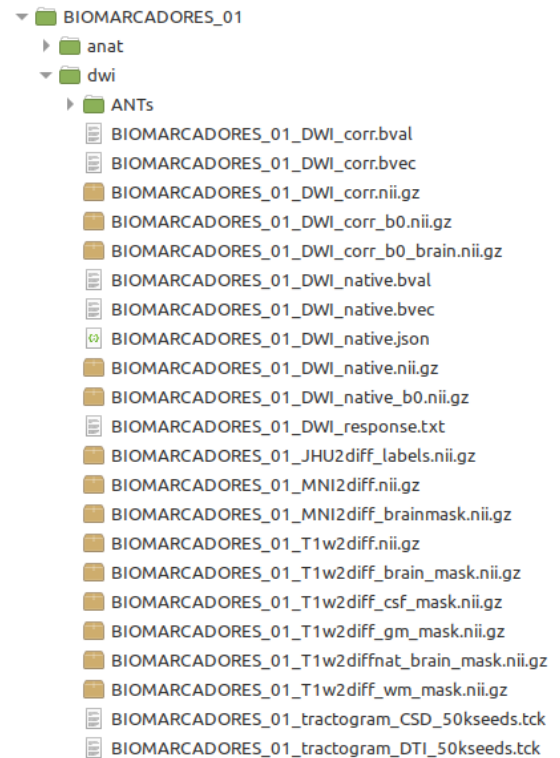 BIOMARCADORES_01
anat
dwi
ANTs
BIOMARCADORES_01_DWI_corr.bval
BIOMARCADORES_01_DWI_corr.bvec
BIOMARCADORES_01_DWI_corr.nii.gz
BIOMARCADORES_01_DWI_corr_b0.nii.gz
BIOMARCADORES_01_DWI_corr_b0_brain.nii.gz
BIOMARCADORES_01_DWI_native.bval
BIOMARCADORES_01_DWI_native.bvec
BIOMARCADORES_01_DWI_native.json
BIOMARCADORES_01_DWI_native.nii.gz
BIOMARCADORES_01_DWI_native_b0.nii.gz
BIOMARCADORES_01_DWI_response.txt
BIOMARCADORES_01_JHU2diff_labels.nii.gz
BIOMARCADORES_01_MNI2diff.nii.gz
BIOMARCADORES_01_MNI2diff_brainmask.nii.gz
BIOMARCADORES_01_T1w2diff.nii.gz
BIOMARCADORES_01_T1w2diff_brain_mask.nii.gz
BIOMARCADORES_01_T1w2diff_csf_mask.nii.gz
BIOMARCADORES_01_T1w2diff_gm_mask.nii.gz
BIOMARCADORES_01_T1w2diffnat_brain_mask.nii.gz
BIOMARCADORES_01_T1w2diff_wm_mask.nii.gz
BIOMARCADORES_01_tractogram_CSD_50kseeds.tck
BIOMARCADORES_01_tractogram_DTI_50kseeds.tck